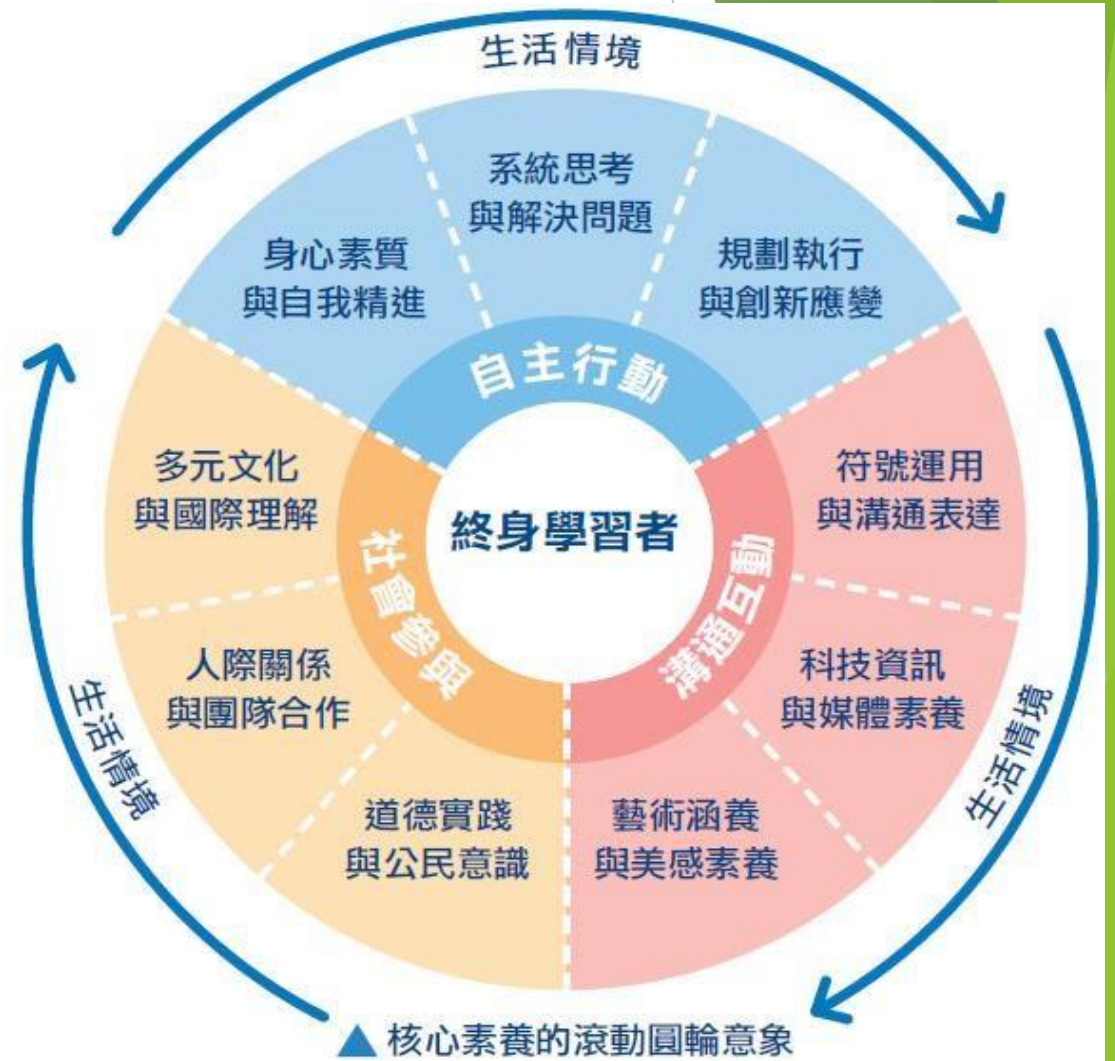 生活情境
系統思考
與解決問題
身心素質
與自我精進
規劃執行
與創新應變
自主行動
多元文化
與國際理解
符號運用
與溝通表達
終身學習者
社會參與
溝通互動
人際關係
與團隊合作
科技資訊
與媒體素養
生活情境
生活情境
道德實踐
與公民意識
藝術涵養
與美感素養
▲ 核心素養的滾動圓輪意象